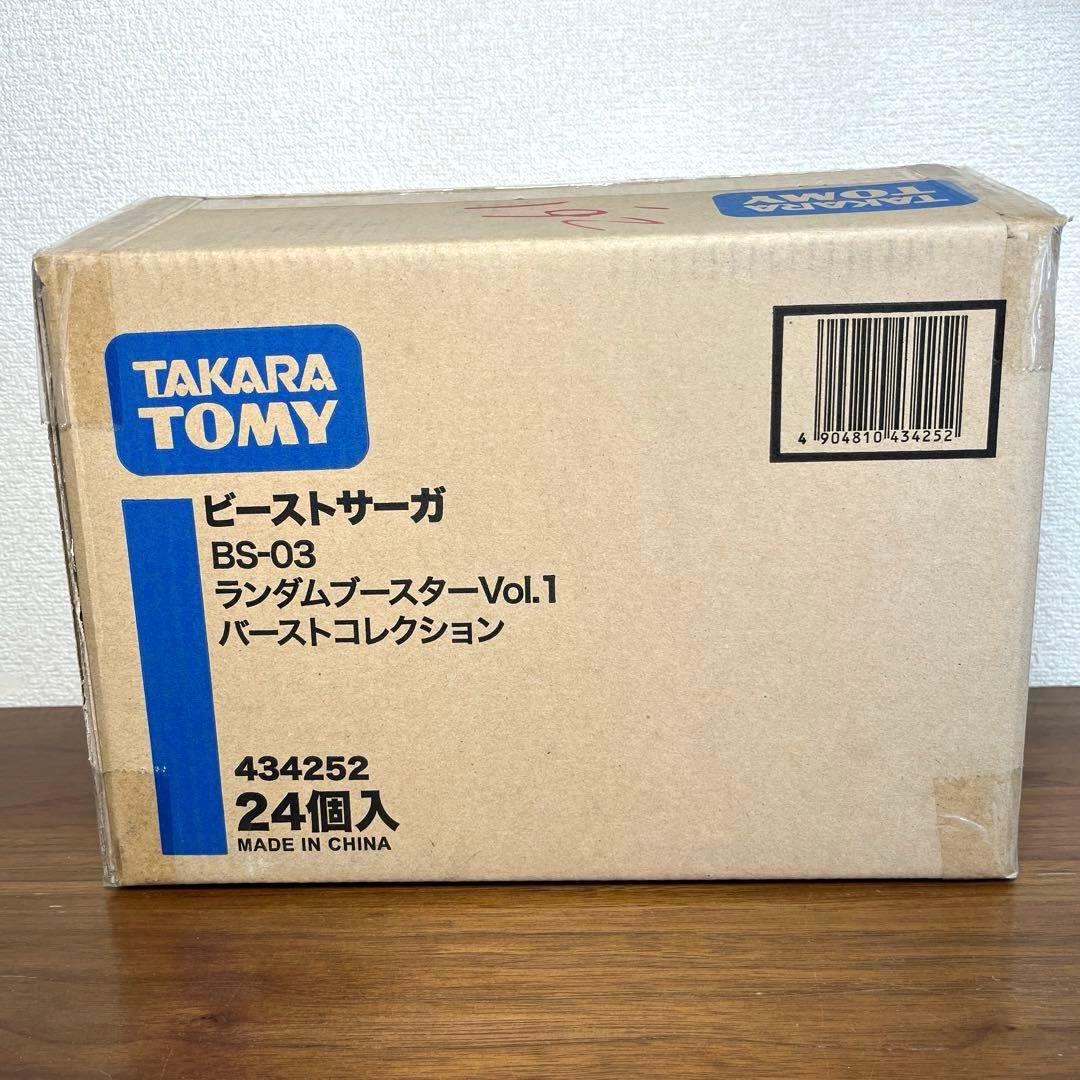 TAKARA
TOMY
TAKARA
TOMY
4 904810 434252
ビーストサーガ
BS-03
ランダムブースターVol.1
バーストコレクション
434252
24個入
MADE IN CHINA